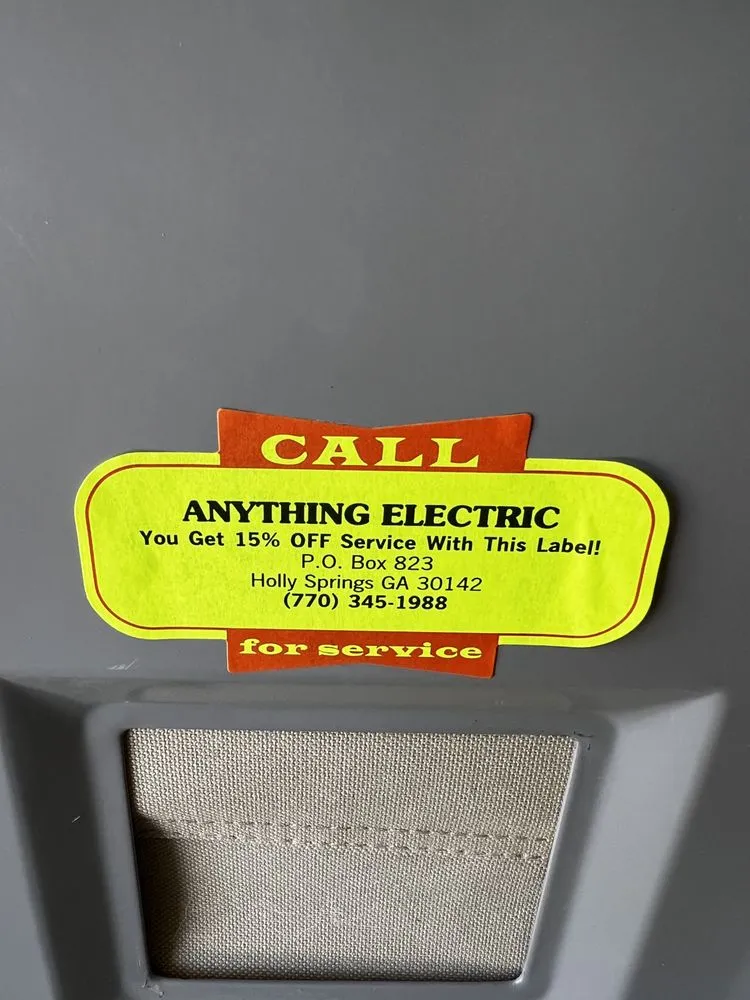 CALL
ANYTHING ELECTRIC
You Get 15% OFF Service With This Label!
P.O. Box 823
Holly Springs GA 30142
(770) 345-1988
for service